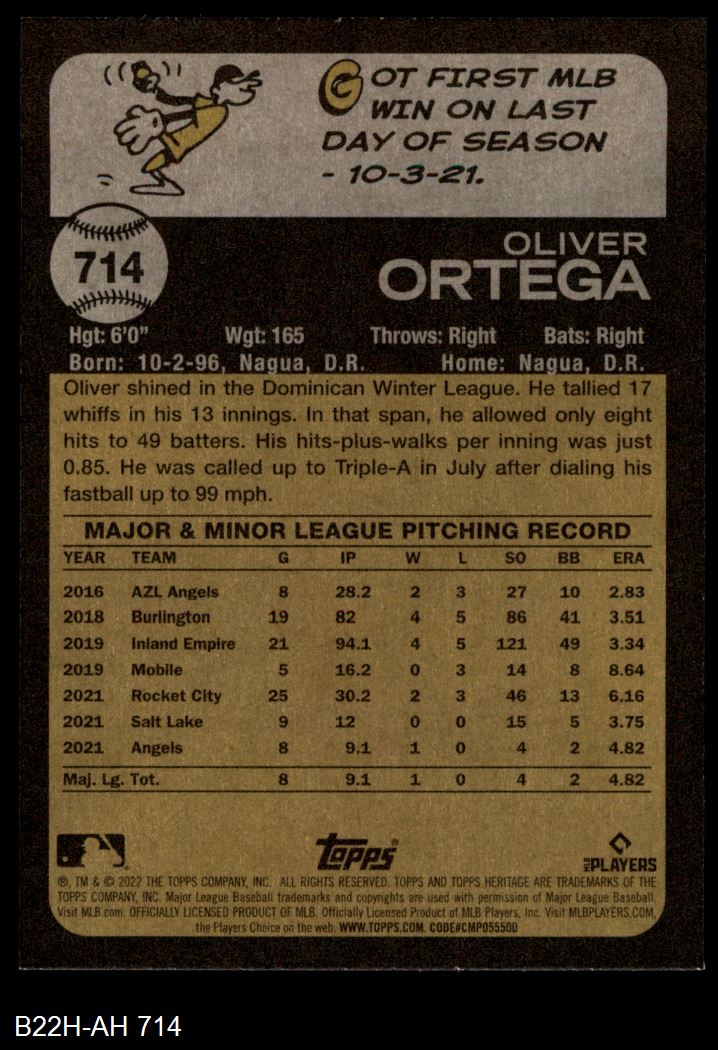 GOT FIRST MLB
WIN ON LAST
DAY OF SEASON
- 10-3-21.
714
OLIVER
ORTEGA
Hgt: 6'0" Wgt: 165 Throws: Right Bats: Right
Born: 10-2-96, Nagua, D.R. Home: Nagua, D.R.
Oliver shined in the Dominican Winter League. He tallied 17
whiffs in his 13 innings. In that span, he allowed only eight
hits to 49 batters. His hits-plus-walks per inning was just
0.85. He was called up to Triple-A in July after dialing his
fastball up to 99 mph.
MAJOR & MINOR LEAGUE PITCHING RECORD
YEAR TEAM G IP W L SO BB ERA
2016 AZL Angels 8 28.2 2 3 27 10 2.83
2018 Burlington 19 82 4 5 86 41 3.51
2019 Inland Empire 21 94.1 4 5 121 49 3.34
2019 Mobile 5 16.2 0 3 14 8 8.64
2021 Rocket City 25 30.2 2 3 46 13 6.16
2021 Salt Lake 9 12 0 0 15 5 3.75
2021 Angels 8 9.1 1 0 4 2 4.82
Maj. Lg. Tot. 8 9.1 1 0 4 2 4.82
Topps®
MLB PLAYERS
®, TM & © 2022 THE TOPPS COMPANY, INC. ALL RIGHTS RESERVED. TOPPS AND TOPPS HERITAGE ARE TRADEMARKS OF THE
TOPPS COMPANY, INC. Major League Baseball trademarks and copyrights are used with permission of Major League Baseball.
Visit MLB.com. OFFICIALLY LICENSED PRODUCT OF MLB. Officially Licensed Product of MLB Players, Inc. Visit MLBPLAYERS.COM,
the Players Choice on the web. WWW.TOPPS.COM. CODE#CMP055500
B22H-AH 714